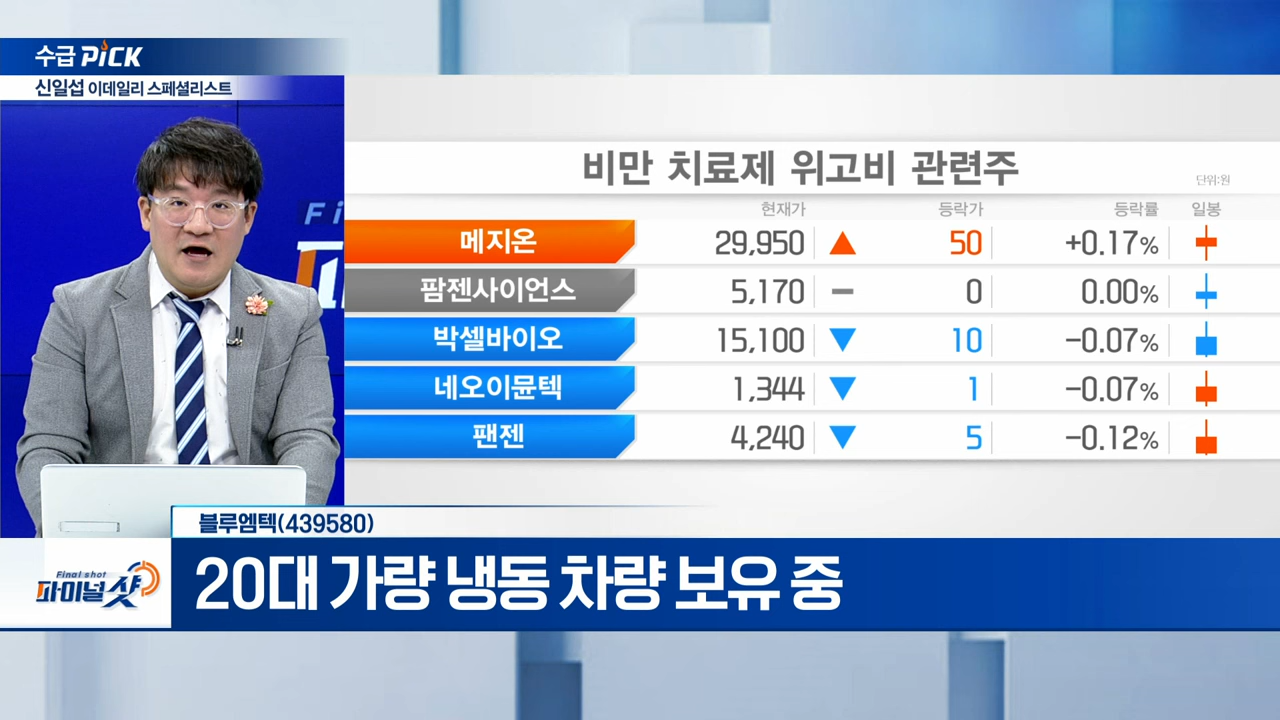 수급 PiCK
신일섭 이데일리 스페셜리스트
Fi
비만 치료제 위고비 관련주
단위:원
현재가 등락가 등락률 일봉
메지온 29,950 ▲ 50 +0.17%
팜젠사이언스 5,170 － 0 0.00%
박셀바이오 15,100 ▼ 10 -0.07%
네오이뮨텍 1,344 ▼ 1 -0.07%
팬젠 4,240 ▼ 5 -0.12%
블루엠텍(439580)
Final shot
파이널샷
20대 가량 냉동 차량 보유 중